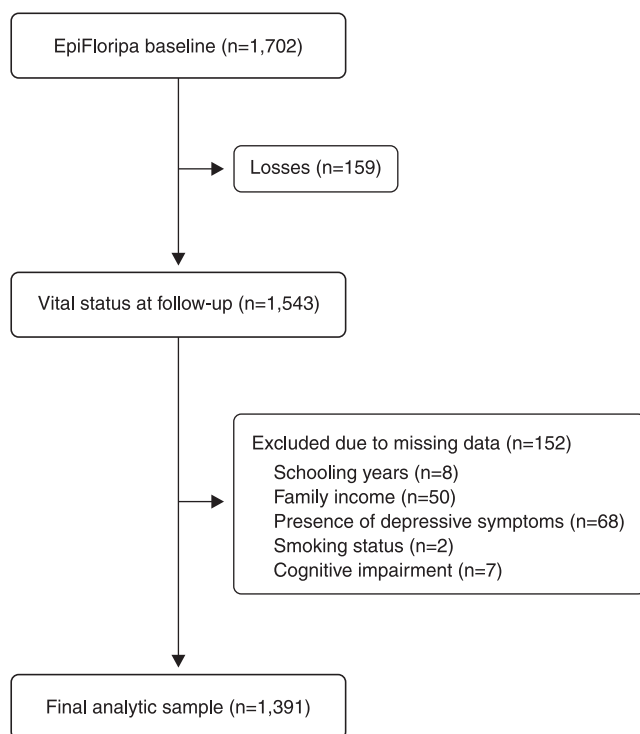 EpiFloripa baseline (n=1,702)
Losses (n=159)
Vital status at follow-up (n=1,543)
Excluded due to missing data (n=152)
Schooling years (n=8)
Family income (n=50)
Presence of depressive symptoms (n=68)
Smoking status (n=2)
Cognitive impairment (n=7)
Final analytic sample (n=1,391)